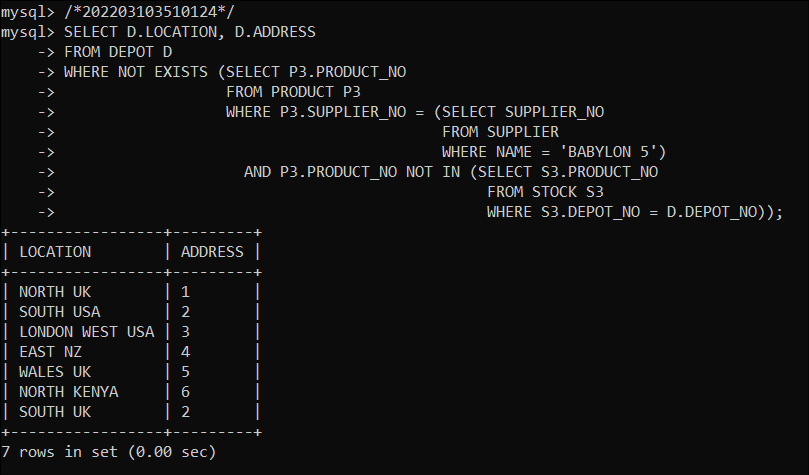 mysql> /*202203103510124*/
mysql> SELECT D.LOCATION, D.ADDRESS
    -> FROM DEPOT D
    -> WHERE NOT EXISTS (SELECT P3.PRODUCT_NO
    ->                   FROM PRODUCT P3
    ->                   WHERE P3.SUPPLIER_NO = (SELECT SUPPLIER_NO
    ->                                           FROM SUPPLIER
    ->                                           WHERE NAME = 'BABYLON 5')
    ->                     AND P3.PRODUCT_NO NOT IN (SELECT S3.PRODUCT_NO
    ->                                                FROM STOCK S3
    ->                                                WHERE S3.DEPOT_NO = D.DEPOT_NO));
+-----------------+---------+
| LOCATION        | ADDRESS |
+-----------------+---------+
| NORTH UK        | 1       |
| SOUTH USA       | 2       |
| LONDON WEST USA | 3       |
| EAST NZ         | 4       |
| WALES UK        | 5       |
| NORTH KENYA     | 6       |
| SOUTH UK        | 2       |
+-----------------+---------+
7 rows in set (0.00 sec)